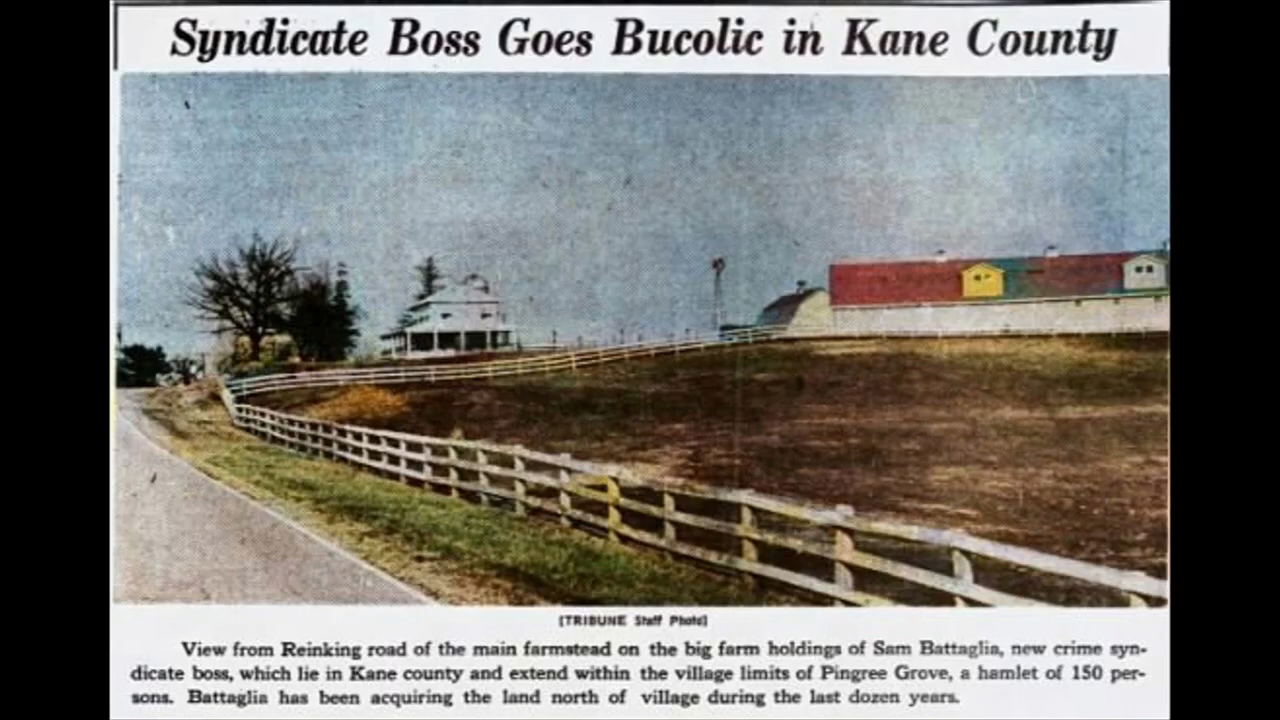 Syndicate Boss Goes Bucolic in Kane County
[TRIBUNE Staff Photo]
View from Reinking road of the main farmstead on the big farm holdings of Sam Battaglia, new crime syn-
dicate boss, which lie in Kane county and extend within the village limits of Pingree Grove, a hamlet of 150 per-
sons. Battaglia has been acquiring the land north of village during the last dozen years.